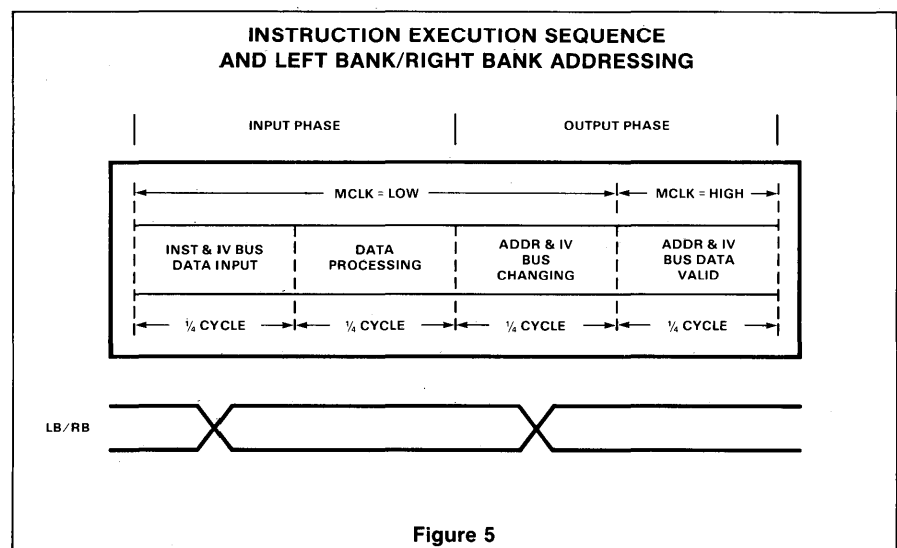 INSTRUCTION EXECUTION SEQUENCE
AND LEFT BANK/RIGHT BANK ADDRESSING
INPUT PHASE
OUTPUT PHASE
MCLK = LOW
MCLK = HIGH
INST & IV BUS
DATA INPUT
DATA
PROCESSING
ADDR & IV
BUS
CHANGING
ADDR & IV
BUS DATA
VALID
¼ CYCLE
¼ CYCLE
¼ CYCLE
¼ CYCLE
LB/RB
Figure 5